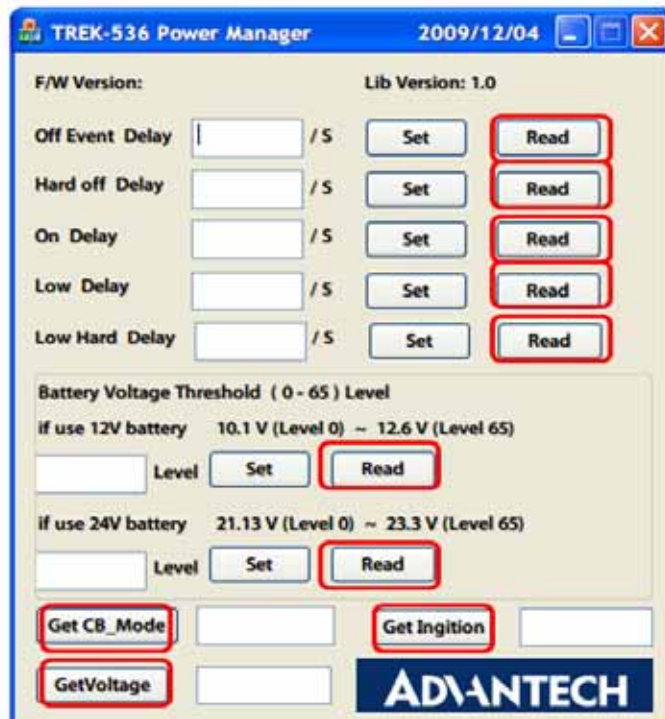 TREK-536 Power Manager 2009/12/04
F/W Version: Lib Version: 1.0
Off Event Delay / S Set Read
Hard off Delay / S Set Read
On Delay / S Set Read
Low Delay / S Set Read
Low Hard Delay / S Set Read
Battery Voltage Threshold ( 0 - 65 ) Level
if use 12V battery 10.1 V (Level 0) ~ 12.6 V (Level 65)
Level Set Read
if use 24V battery 21.13 V (Level 0) ~ 23.3 V (Level 65)
Level Set Read
Get CB_Mode Get Ingition
GetVoltage ADVANTECH